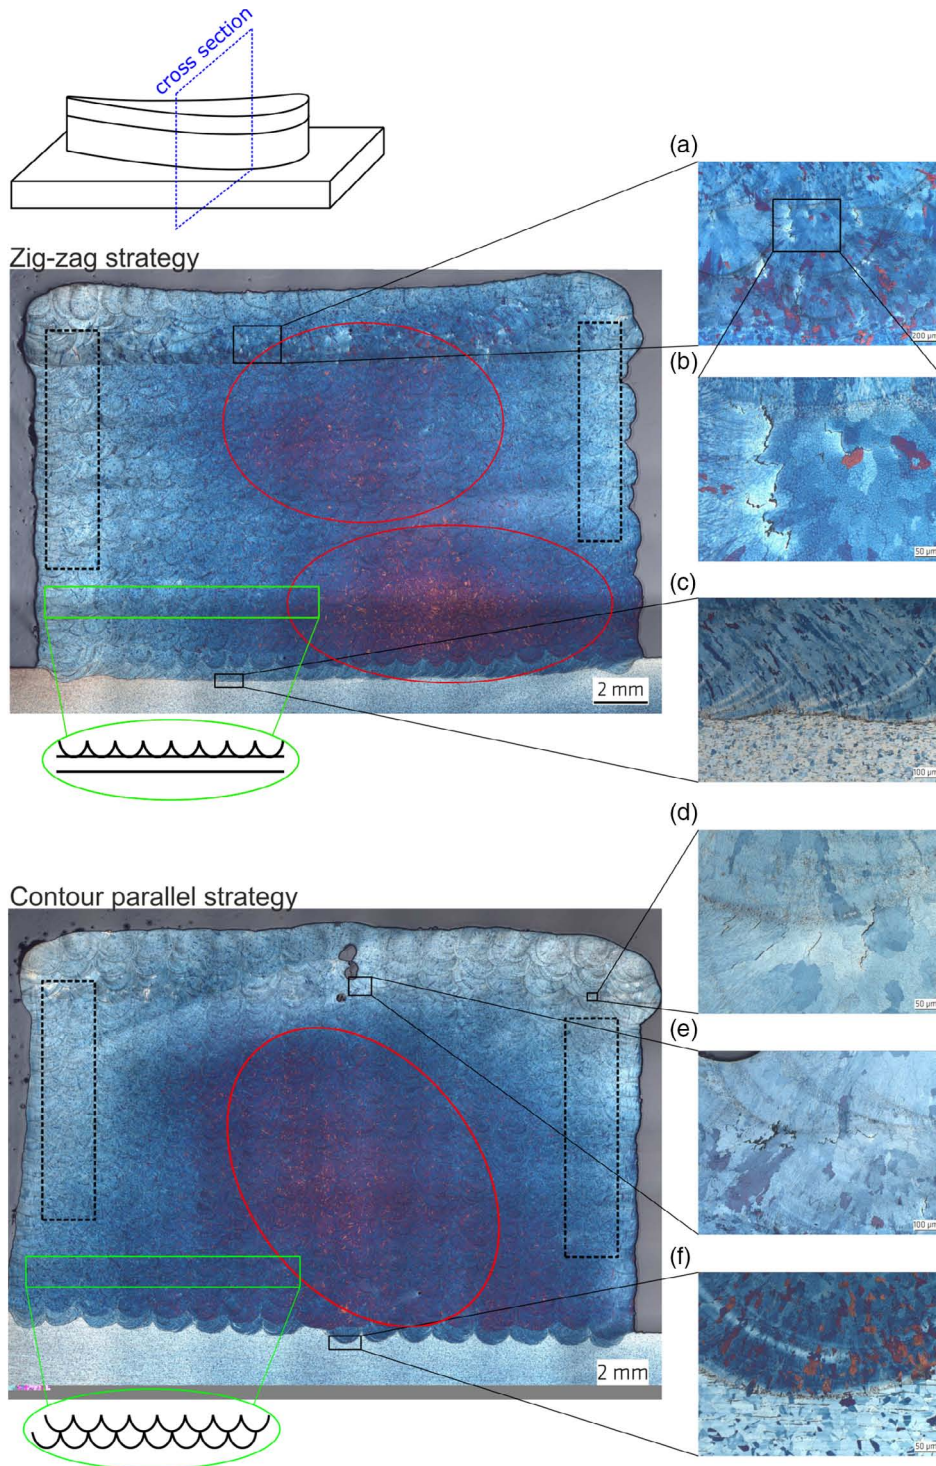 cross section
Zig-zag strategy
(a)
200 µm
(b)
50 µm
(c)
100 µm
2 mm
Contour parallel strategy
(d)
50 µm
(e)
100 µm
(f)
50 µm
2 mm